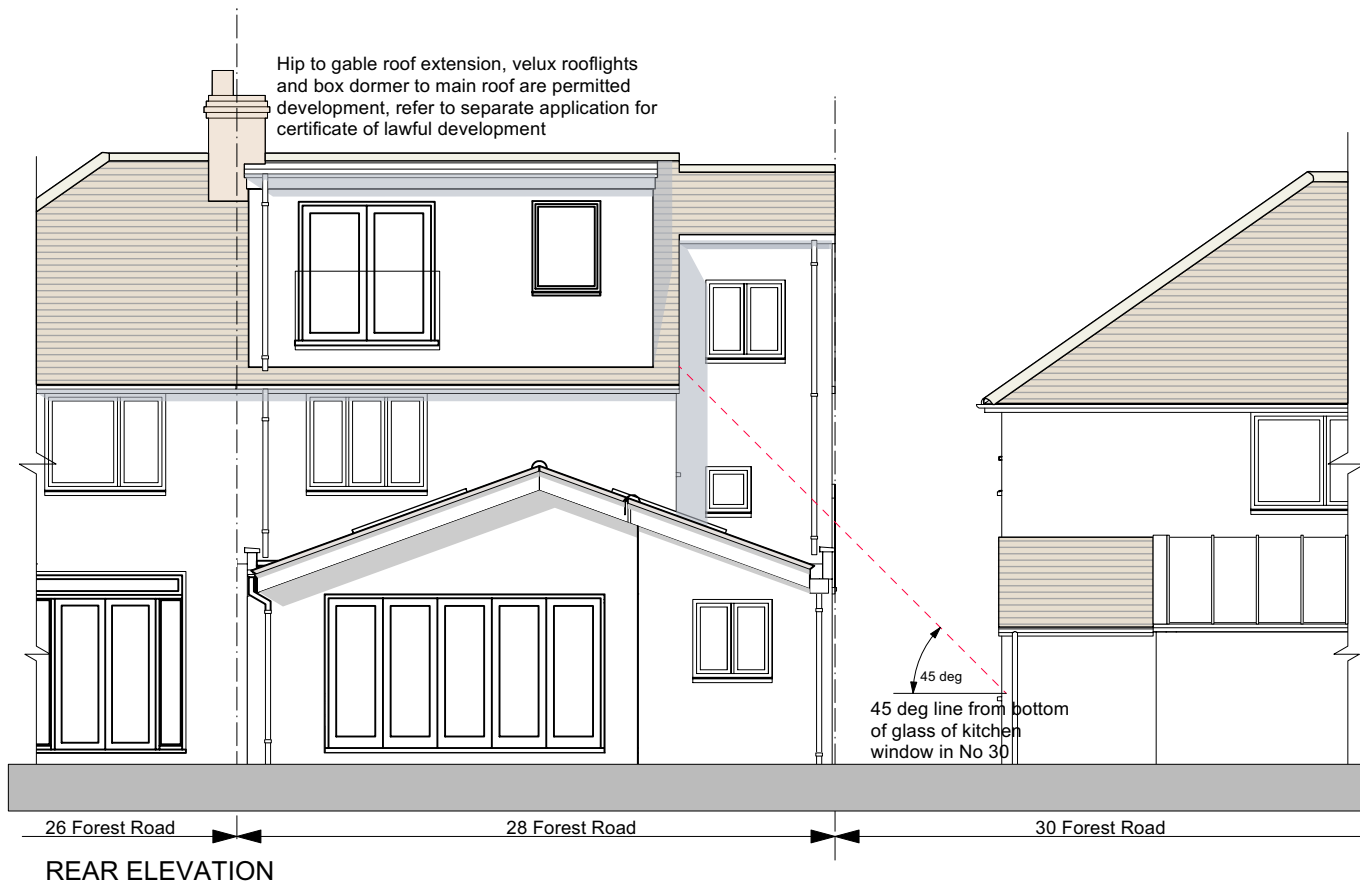 Hip to gable roof extension, velux rooflights
and box dormer to main roof are permitted
development, refer to separate application for
certificate of lawful development
45 deg
45 deg line from bottom
of glass of kitchen
window in No 30
26 Forest Road
28 Forest Road
30 Forest Road
REAR ELEVATION